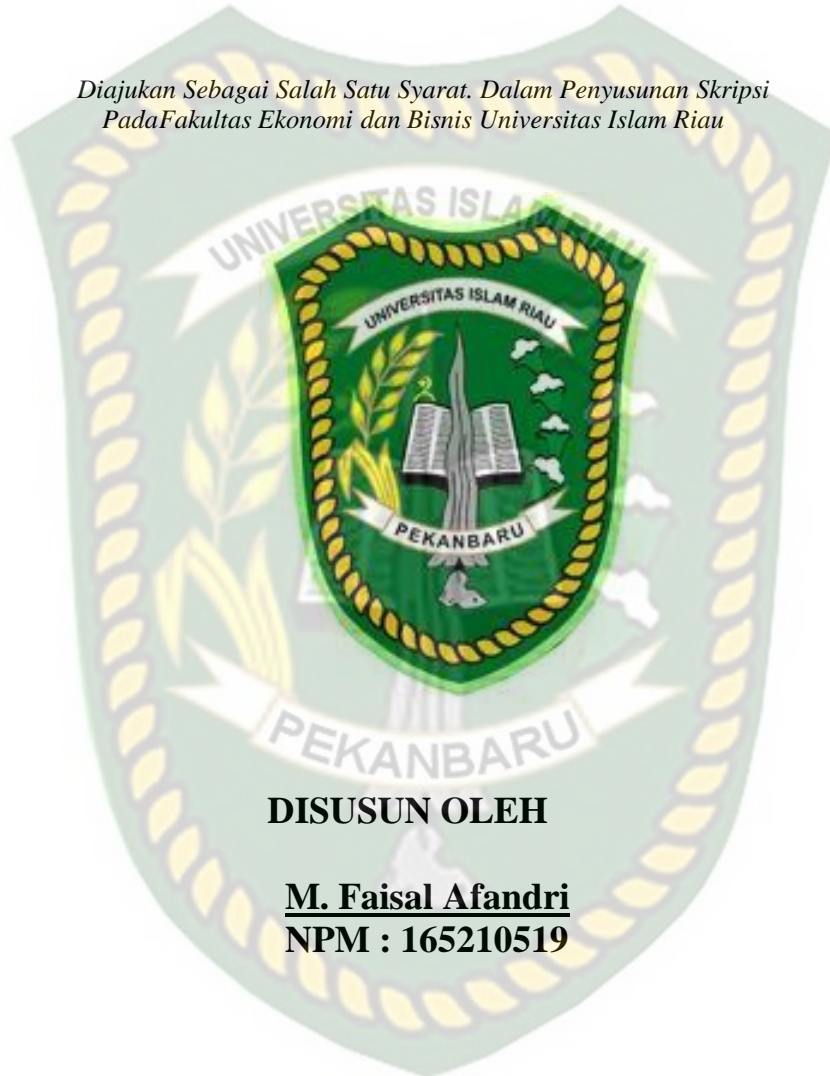 Diajukan Sebagai Salah Satu Syarat. Dalam Penyusunan Skripsi
PadaFakultas Ekonomi dan Bisnis Universitas Islam Riau
UNIVERSITAS ISLAM RIAU
UNIVERSITAS ISLAM RIAU
PEKANBARU
PEKANBARU
DISUSUN OLEH
M. Faisal Afandri
NPM : 165210519